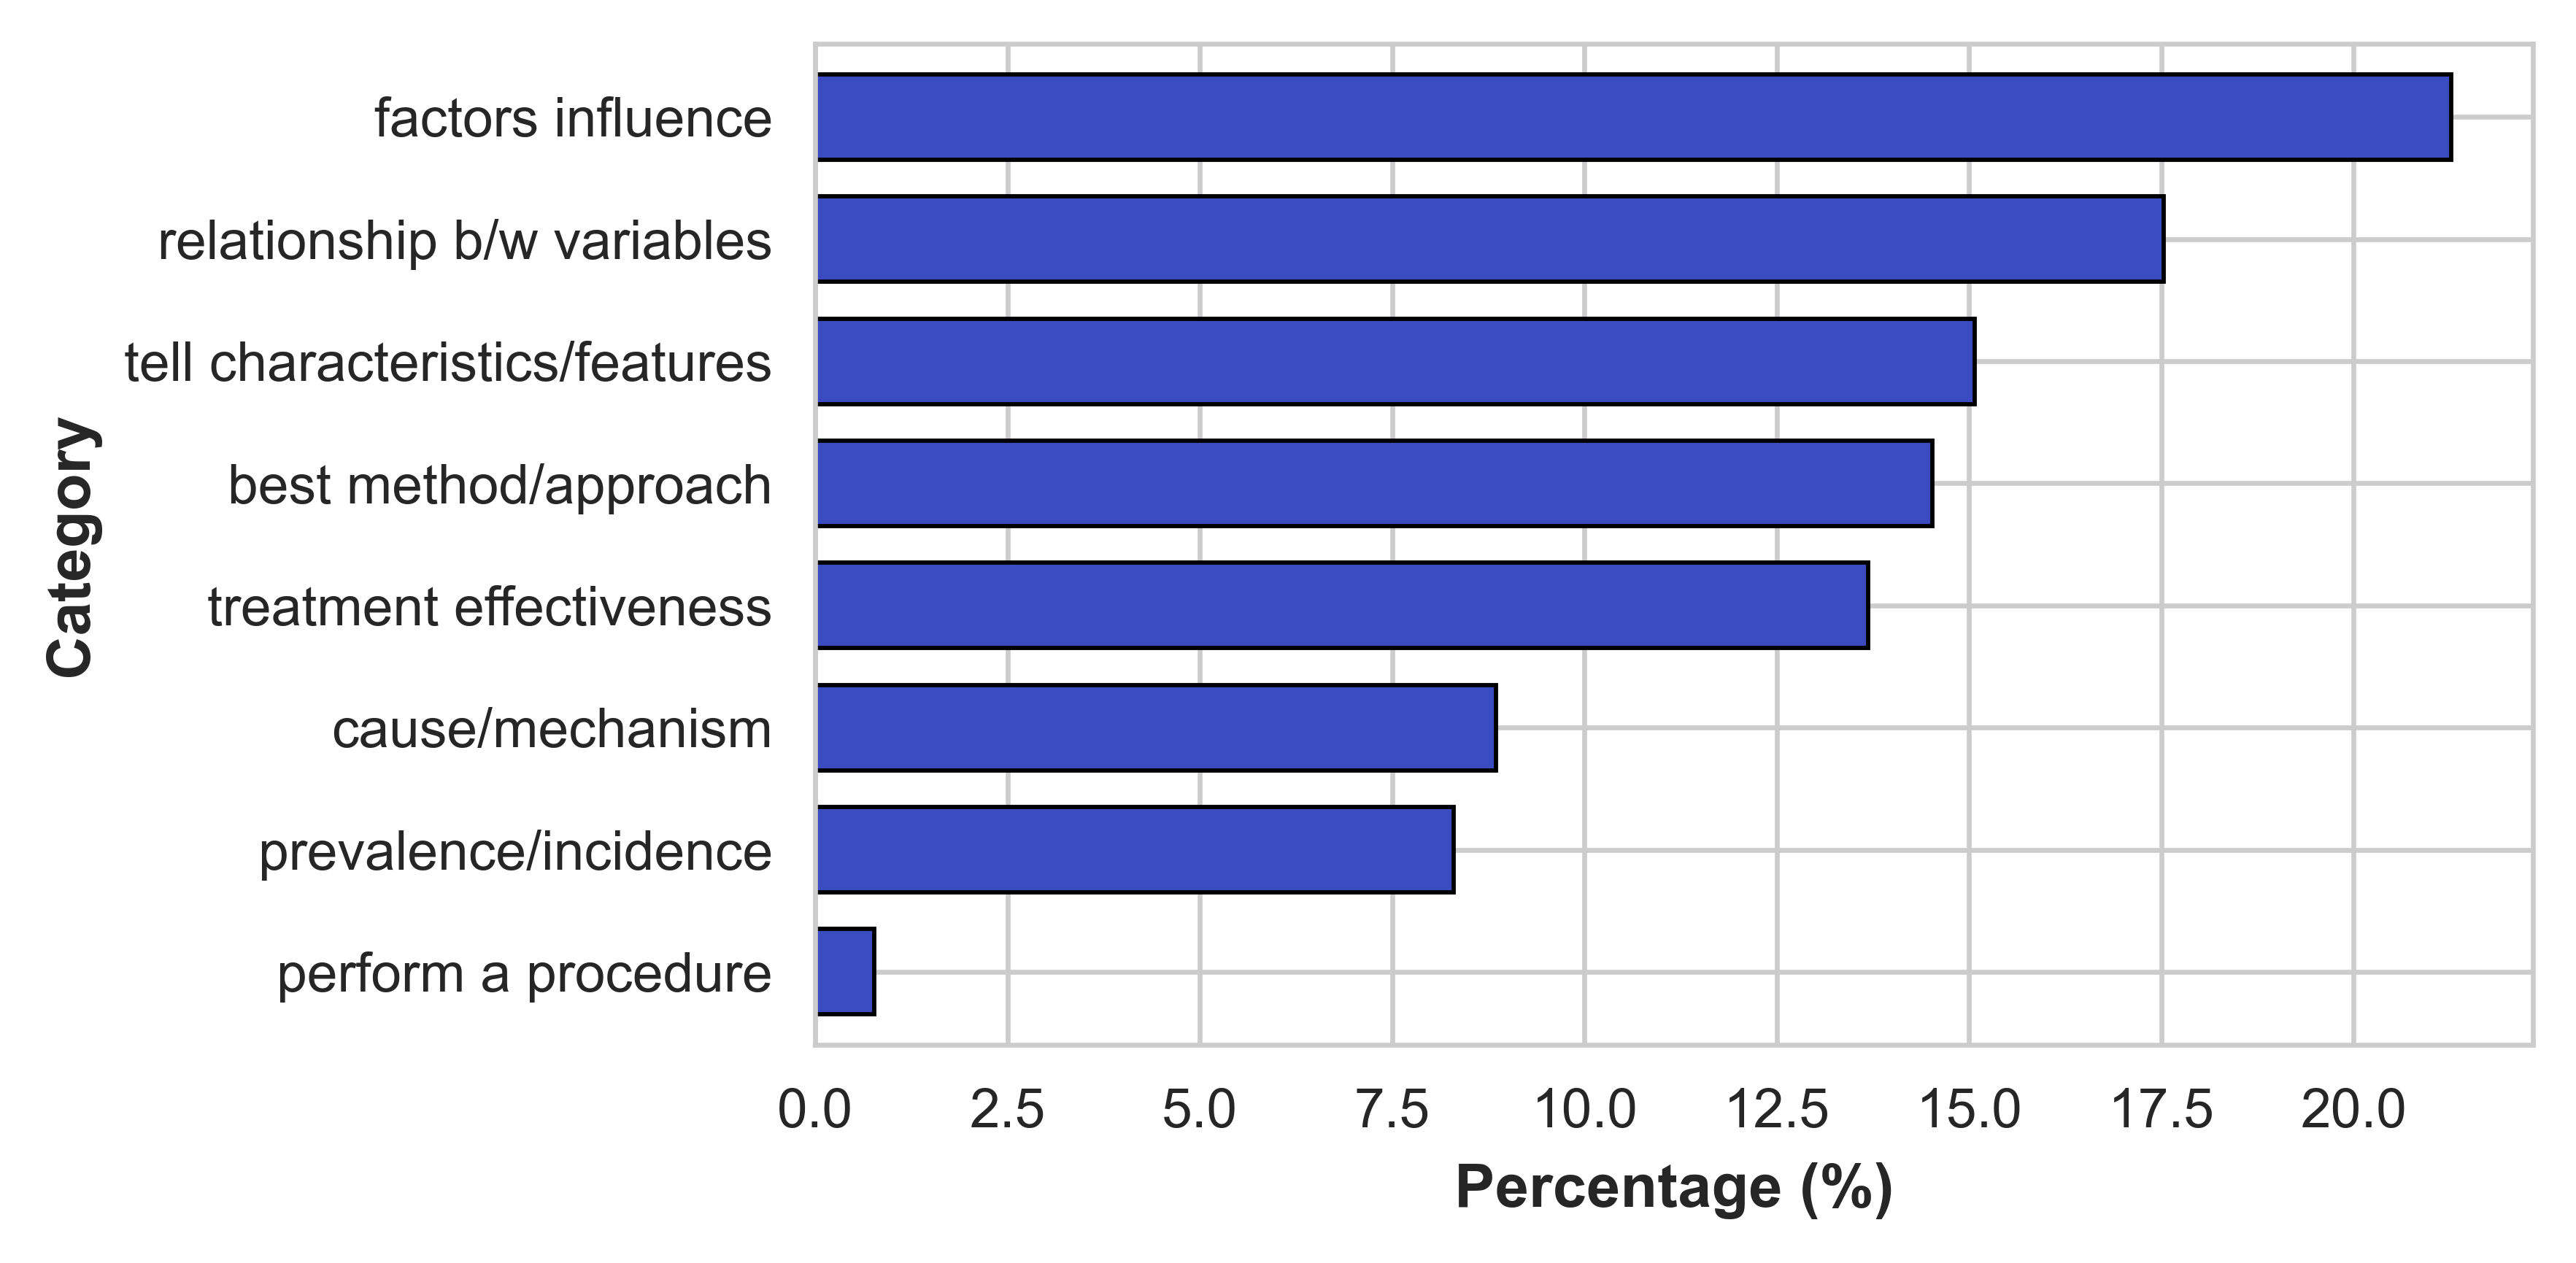 factors influence
relationship b/w variables
tell characteristics/features
best method/approach
treatment effectiveness
cause/mechanism
prevalence/incidence
perform a procedure
Category
0.0 2.5 5.0 7.5 10.0 12.5 15.0 17.5 20.0
Percentage (%)